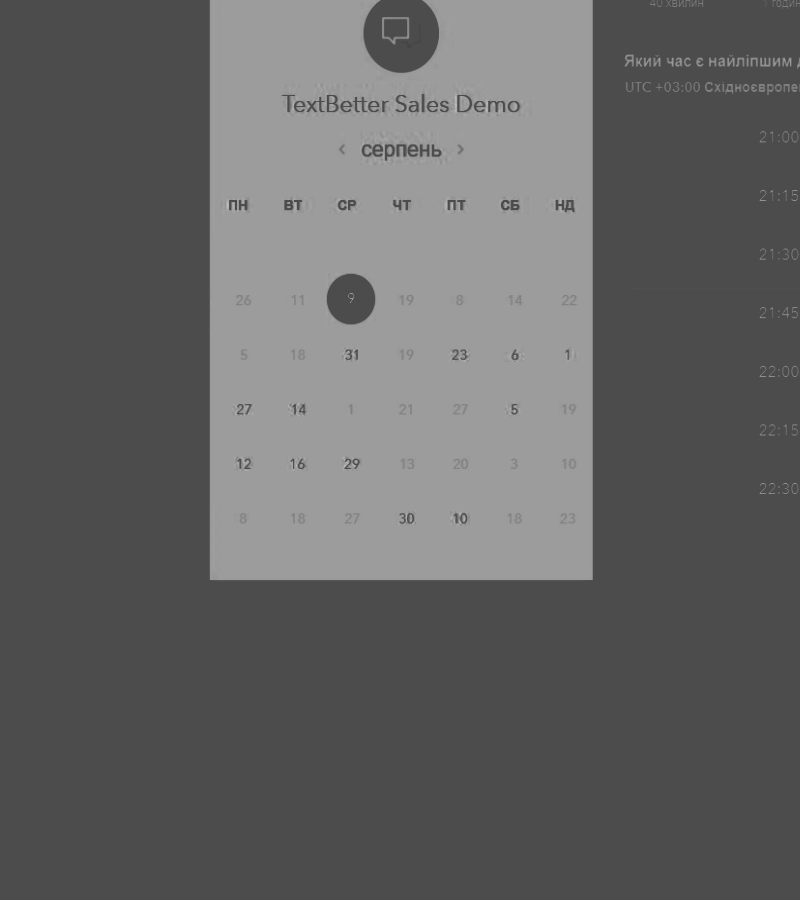 40 хвилин
TextBetter Sales Demo
серпень
ПН ВТ СР ЧТ ПТ СБ НД
26 11 9 19 8 14 22
5 18 31 19 23 6 1
27 14 1 21 27 5 19
12 16 29 13 20 3 10
8 18 27 30 10 18 23
Який час є найліпшим
UTC +03:00
21:00
21:15
21:30
21:45
22:00
22:15
22:30